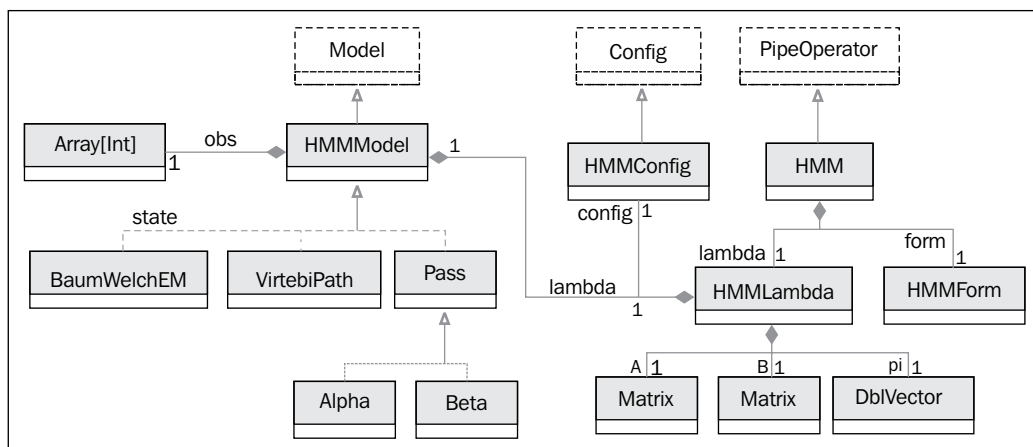 Model
Config
PipeOperator
Array[Int]
1
obs
HMMModel
1
HMMConfig
HMM
config 1
state
lambda 1
form
1
BaumWelchEM
VirtebiPath
Pass
lambda
1
HMMLambda
HMMForm
A 1
B 1
pi 1
Alpha
Beta
Matrix
Matrix
DblVector